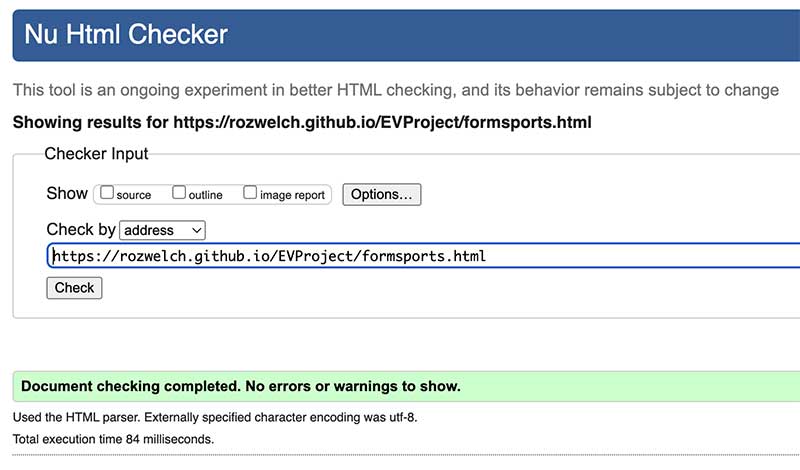 Nu Html Checker
This tool is an ongoing experiment in better HTML checking, and its behavior remains subject to change
Showing results for https://rozwelch.github.io/EVProject/formsports.html
Checker Input
Show source outline image report Options...
Check by address
https://rozwelch.github.io/EVProject/formsports.html
Check
Document checking completed. No errors or warnings to show.
Used the HTML parser. Externally specified character encoding was utf-8.
Total execution time 84 milliseconds.